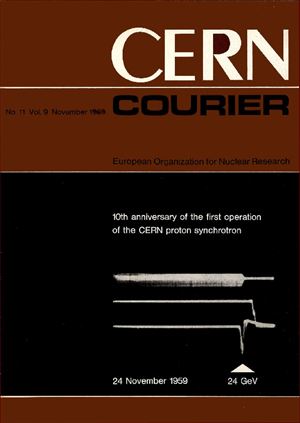 CERN
COURIER
No. 11 Vol. 9 November 1969
European Organization for Nuclear Research
10th anniversary of the first operation
of the CERN proton synchrotron
24 November 1959 24 GeV